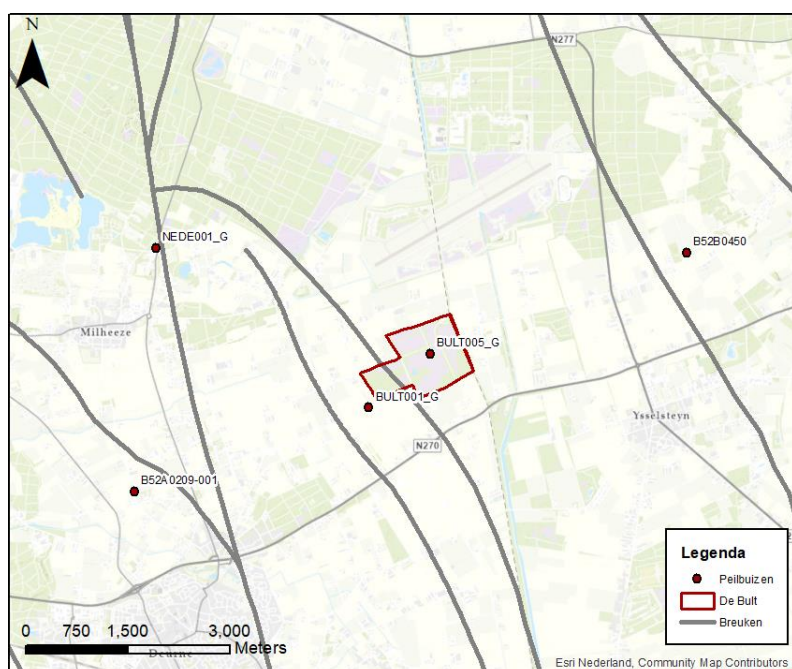 N
N277
NEDE001_G
B52B0450
Milheeze
BULT005_G
BULT001_G
Ysselsteyn
N270
B52A0209-001
Legenda
Peilbuizen
De Bult
Breuken
0 750 1,500 3,000
Meters
Deurne
Esri Nederland, Community Map Contributors